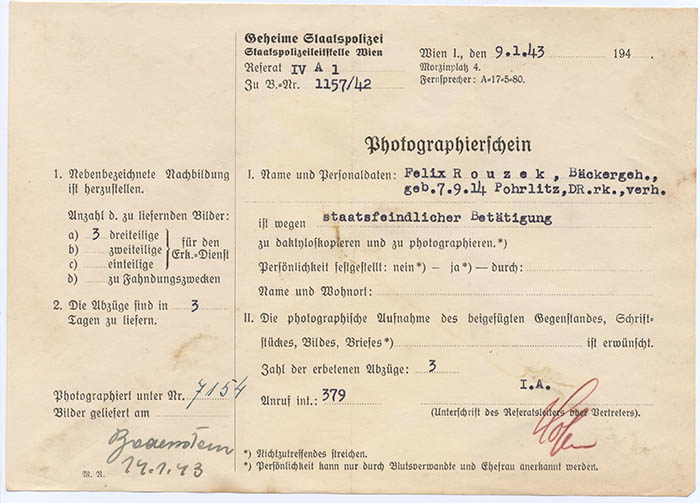 Geheime Staatspolizei
Staatspolizeileitstelle Wien
Referat IV A 1
Zu B.=Nr. 1157/42
Wien I., den 9.1.43 194
Morzinplatz 4.
Fernsprecher: A=17=5=80.
Photographierschein
1. Nebenbezeichnete Nachbildung
ist herzustellen.
Anzahl d. zu liefernden Bilder:
a) 3 dreiteilige
b) zweiteilige
c) einteilige
für den
Erk.=Dienst
d) zu Fahndungszwecken
2. Die Abzüge sind in 3
Tagen zu liefern.
Photographiert unter Nr. 7154
Bilder geliefert am
14.1.43
M. N.
I. Name und Personaldaten: Felix Rouzek, Bäckergeh.,
geb.7.9.14 Pohrlitz,DR.rk.,verh.
ist wegen staatsfeindlicher Betätigung
zu daktyloskopieren und zu photographieren.*)
Persönlichkeit festgestellt: nein*) – ja*) — durch:
Name und Wohnort:
II. Die photographische Aufnahme des beigefügten Gegenstandes, Schrift=
stückes, Bildes, Briefes*) ist erwünscht.
Zahl der erbetenen Abzüge: 3
Anruf int.: 379
I.A.
(Unterschrift des Referatsleiters oder Vertreters).
*) Nichtzutreffendes streichen.
*) Persönlichkeit kann nur durch Blutsverwandte und Ehefrau anerkannt werden.